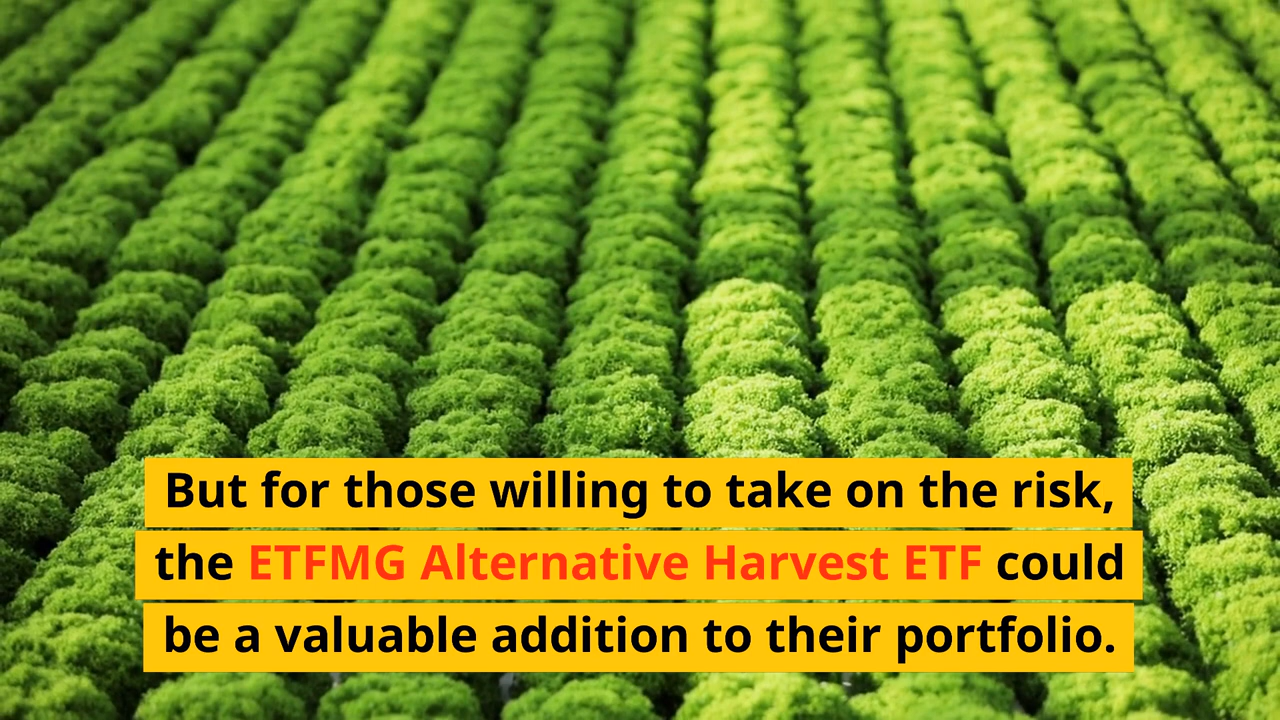 But for those willing to take on the risk,
the ETFMG Alternative Harvest ETF could
be a valuable addition to their portfolio.